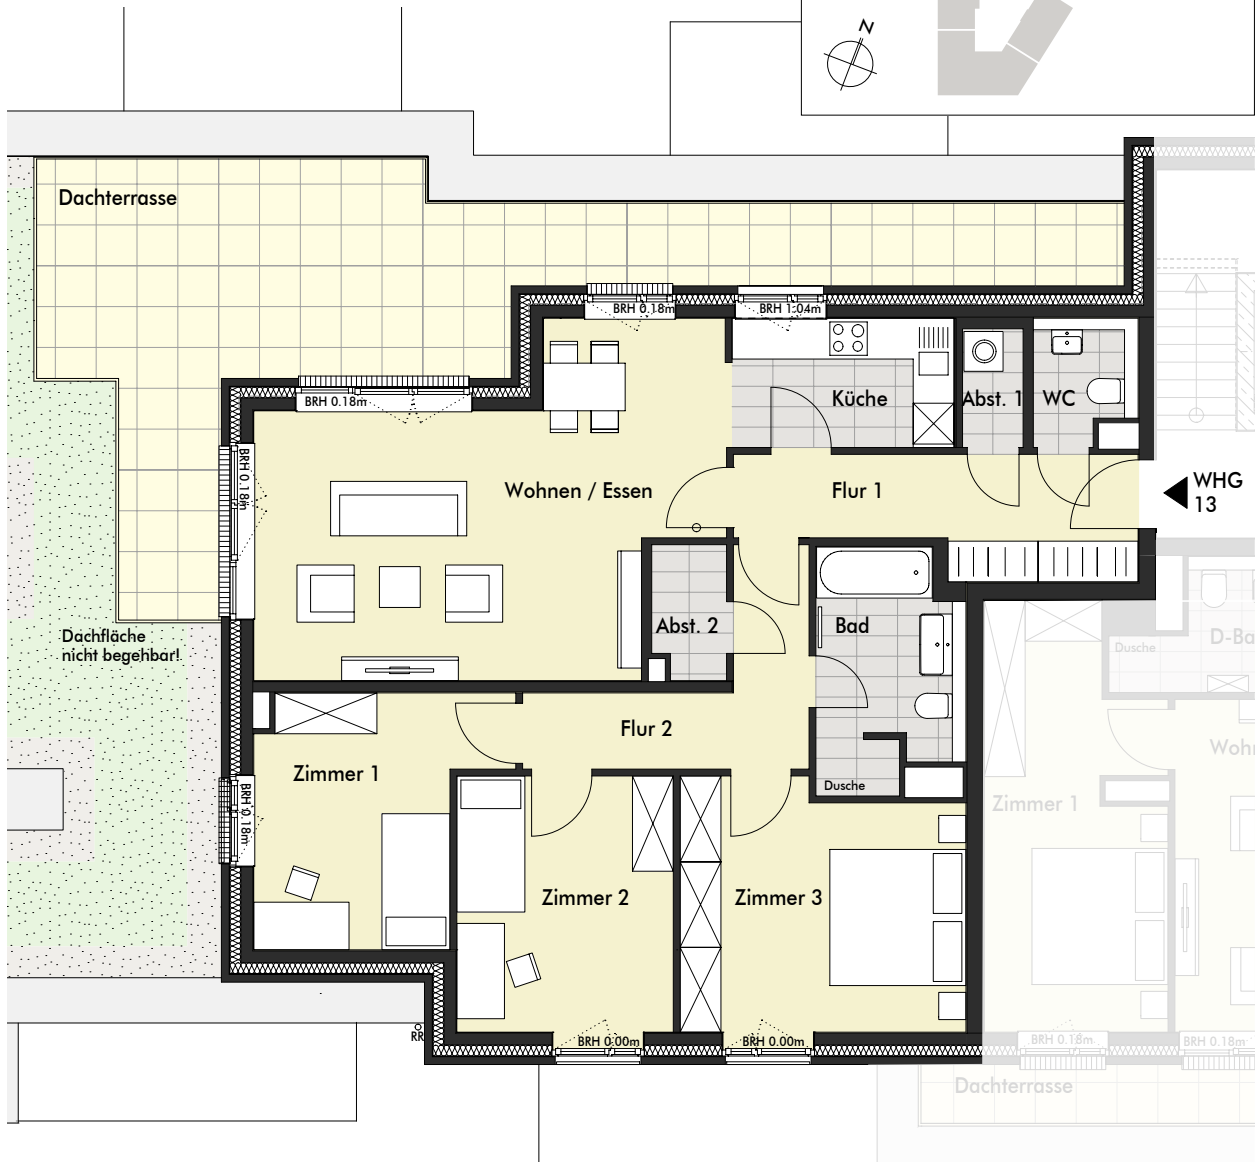 N
Dachterrasse
BRH 0.18m
BRH 1.04m
BRH 0.18m
Küche
Abst. 1
WC
BRH 0.18m
Wohnen / Essen
Flur 1
WHG
13
Dachfläche
nicht begehbar!
Abst. 2
Bad
Dusche
D-Ba
Flur 2
Wohn
Zimmer 1
BRH 0.18m
Dusche
Zimmer 1
Zimmer 2
Zimmer 3
RR
BRH 0.00m
BRH 0.00m
BRH 0.18m
BRH 0.18m
Dachterrasse